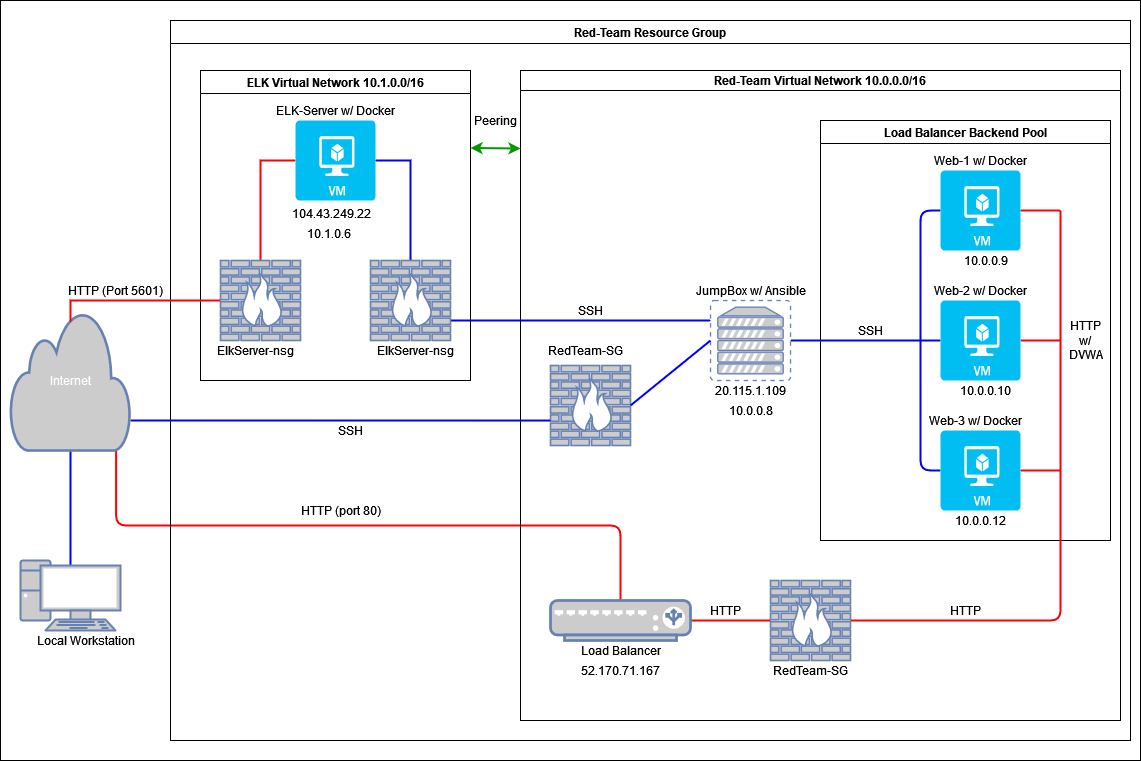 Red-Team Resource Group
ELK Virtual Network 10.1.0.0/16
Red-Team Virtual Network 10.0.0.0/16
ELK-Server w/ Docker
Peering
VM
104.43.249.22
10.1.0.6
Load Balancer Backend Pool
Web-1 w/ Docker
VM
10.0.0.9
HTTP (Port 5601)
ElkServer-nsg
ElkServer-nsg
SSH
JumpBox w/ Ansible
20.115.1.109
10.0.0.8
SSH
Web-2 w/ Docker
VM
10.0.0.10
HTTP
w/
DVWA
RedTeam-SG
Internet
SSH
Web-3 w/ Docker
VM
10.0.0.12
HTTP (port 80)
Local Workstation
Load Balancer
52.170.71.167
HTTP
RedTeam-SG
HTTP